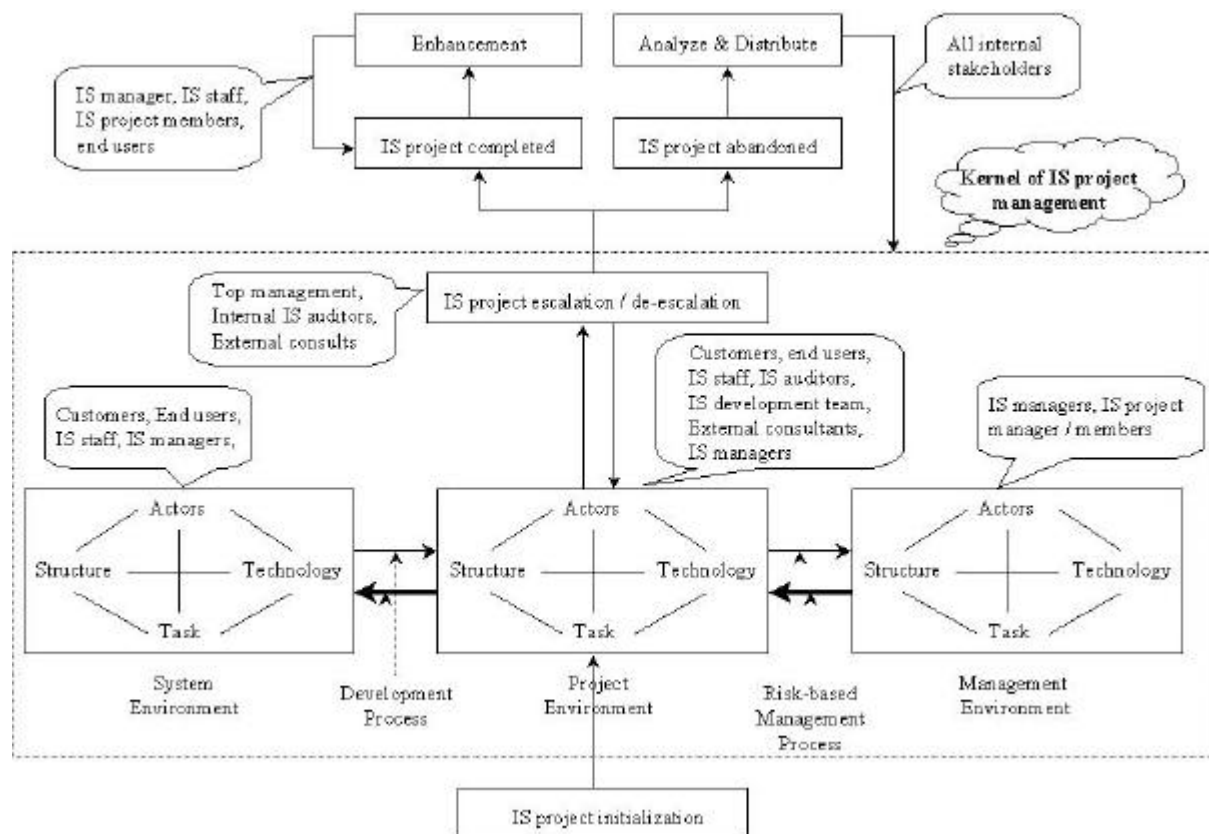 Enhancement
Analyze & Distribute
All internal
stakeholders
IS manager, IS staff,
IS project members,
end users
IS project completed
IS project abandoned
Kernel of IS project
management
Top management,
Internal IS auditors,
External consults
IS project escalation / de-escalation
Customers, end users,
IS staff, IS auditors,
IS development team,
External consultants,
IS managers
Customers, End users,
IS staff, IS managers,
IS managers, IS project
manager / members
Actors
Structure
Technology
Task
Actors
Structure
Technology
Task
Actors
Structure
Technology
Task
System
Environment
Development
Process
Project
Environment
Risk-based
Management
Process
Management
Environment
IS project initialization